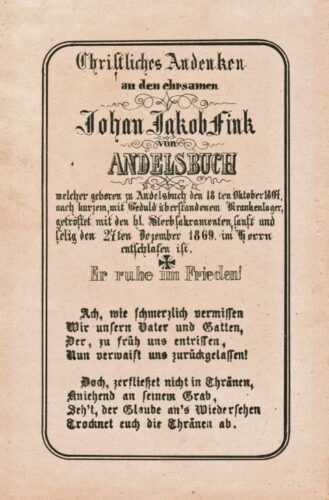 Christliches Andenken
an den ehrsamen
Johan Jakob Fink
von
ANDELSBUCH
welcher geboren zu Andelsbuch den 18 ten Oktober
nach kurzem, mit Geduld überstandenem Krankenlager,
getröstet mit den hl. Sterbsakramenten, sanft und
selig den 27ten Dezember 1869. im Herrn
entschlafen ist.
Er ruhe im Frieden!
Ach, wie schmerzlich vermissen
Wir unsern Vater und Gatten,
Der, zu früh uns entrissen,
Nun verwaist uns zurückgelassen!
Doch, zerfließet nicht in Thränen,
Kniehend an seinem Grab,
Seh't, der Glaube an's Wiedersehen
Trocknet euch die Thränen ab.